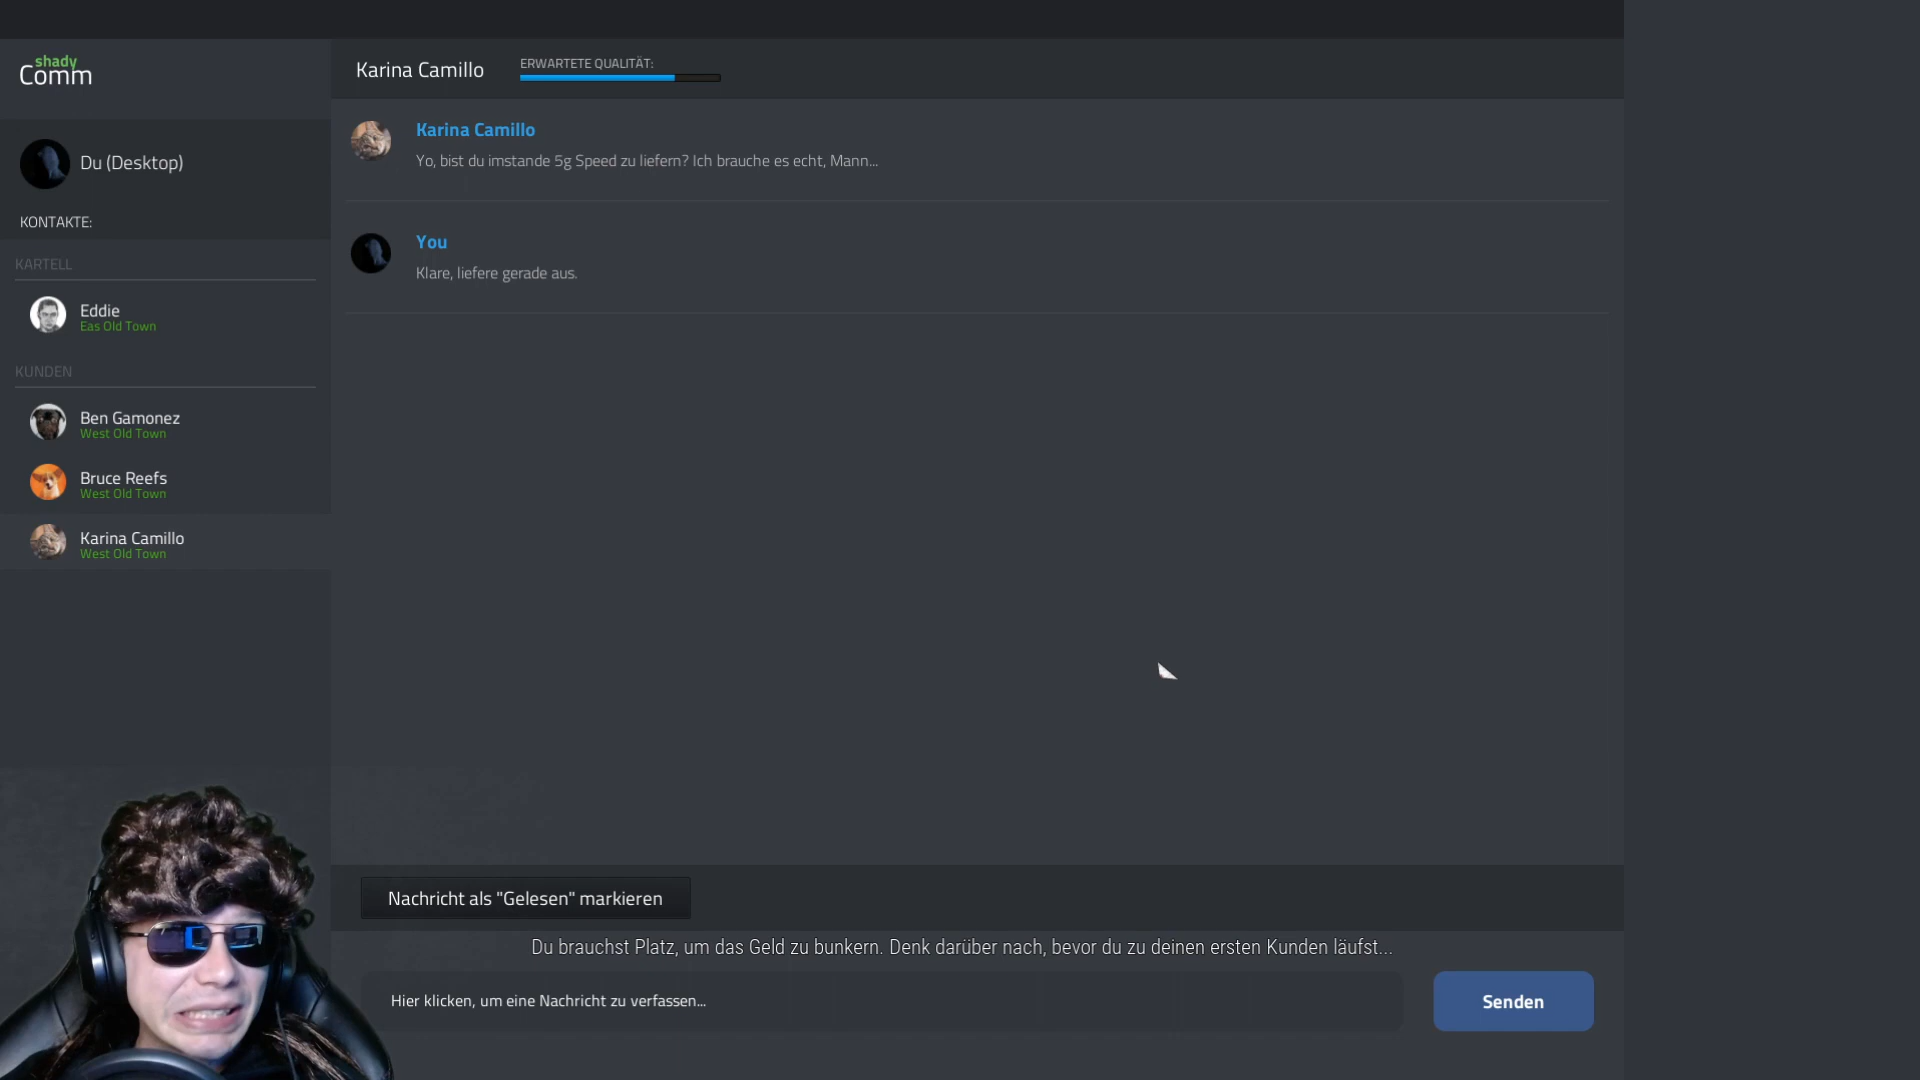 shady
Comm
Du (Desktop)
KONTAKTE:
KARTELL
Eddie
Eas Old Town
KUNDEN
Ben Gamonez
West Old Town
Bruce Reefs
West Old Town
Karina Camillo
West Old Town
Karina Camillo
ERWARTETE QUALITÄT:
Karina Camillo
Yo, bist du imstande 5g Speed zu liefern? Ich brauche es echt, Mann...
You
Klare, liefere gerade aus.
Nachricht als "Gelesen" markieren
Du brauchst Platz, um das Geld zu bunkern. Denk darüber nach, bevor du zu deinen ersten Kunden läufst...
Hier klicken, um eine Nachricht zu verfassen...
Senden